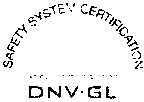 SAFETY SYSTEM CERTIFICATION
DNV·GL